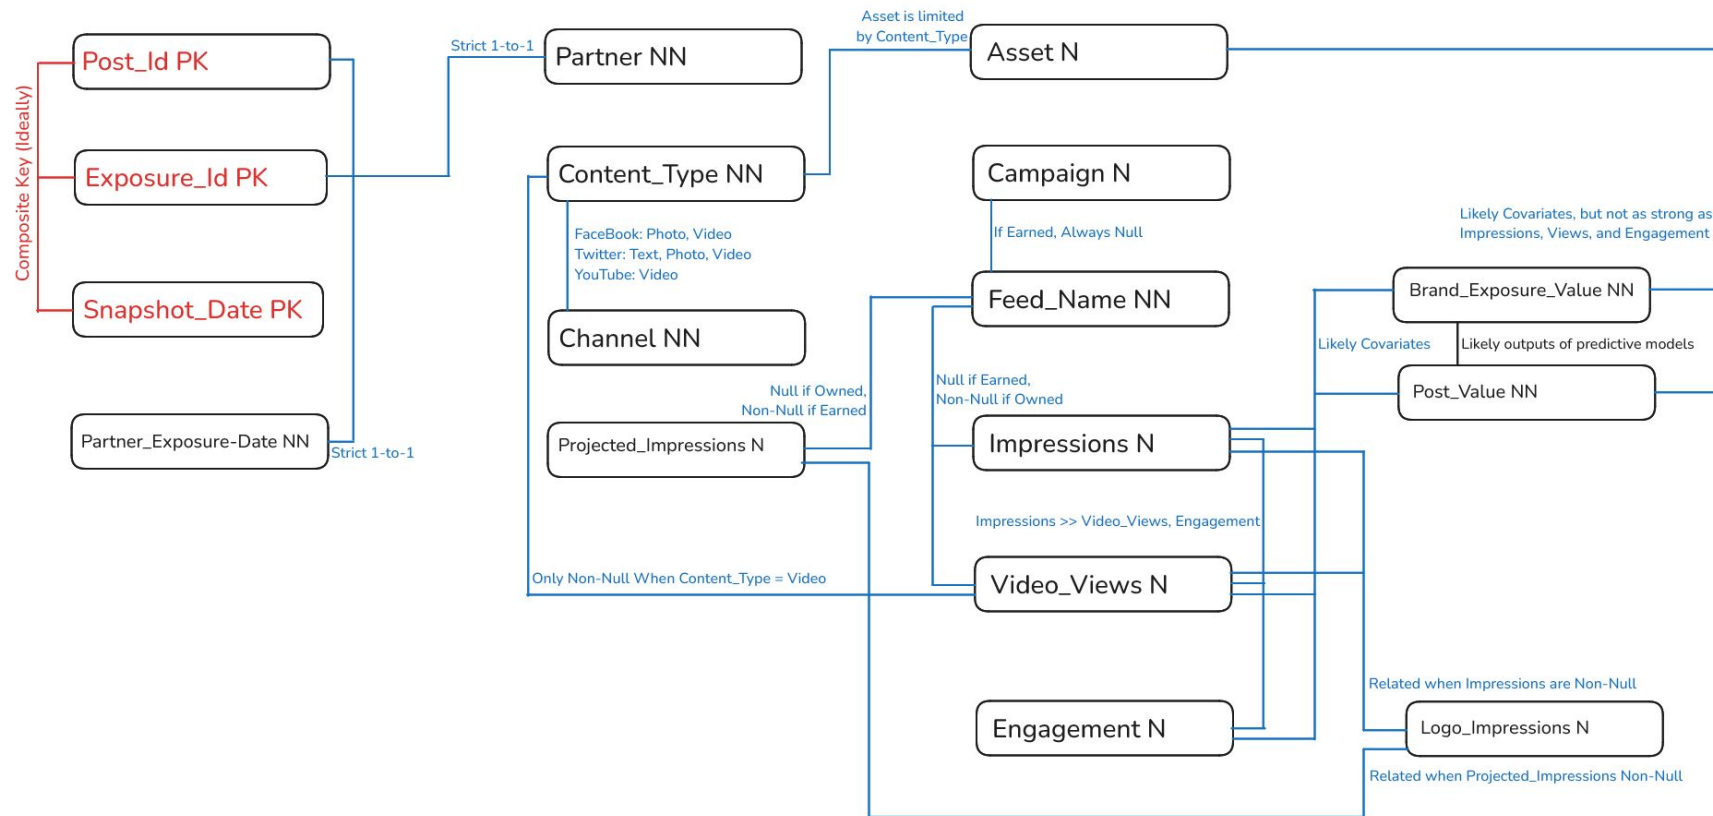 Composite Key (Ideally)
Post_Id PK
Exposure_Id PK
Snapshot_Date PK
Partner_Exposure-Date NN
Strict 1-to-1
Strict 1-to-1
Partner NN
Content_Type NN
FaceBook: Photo, Video
Twitter: Text, Photo, Video
YouTube: Video
Channel NN
Null if Owned,
Non-Null if Earned
Projected_Impressions N
Only Non-Null When Content_Type = Video
Asset is limited
by Content_Type
Asset N
Campaign N
If Earned, Always Null
Feed_Name NN
Null if Earned,
Non-Null if Owned
Impressions N
Impressions >> Video_Views, Engagement
Video_Views N
Engagement N
Likely Covariates, but not as strong as
Impressions, Views, and Engagement
Brand_Exposure_Value NN
Likely Covariates
Likely outputs of predictive models
Post_Value NN
Related when Impressions are Non-Null
Logo_Impressions N
Related when Projected_Impressions Non-Null